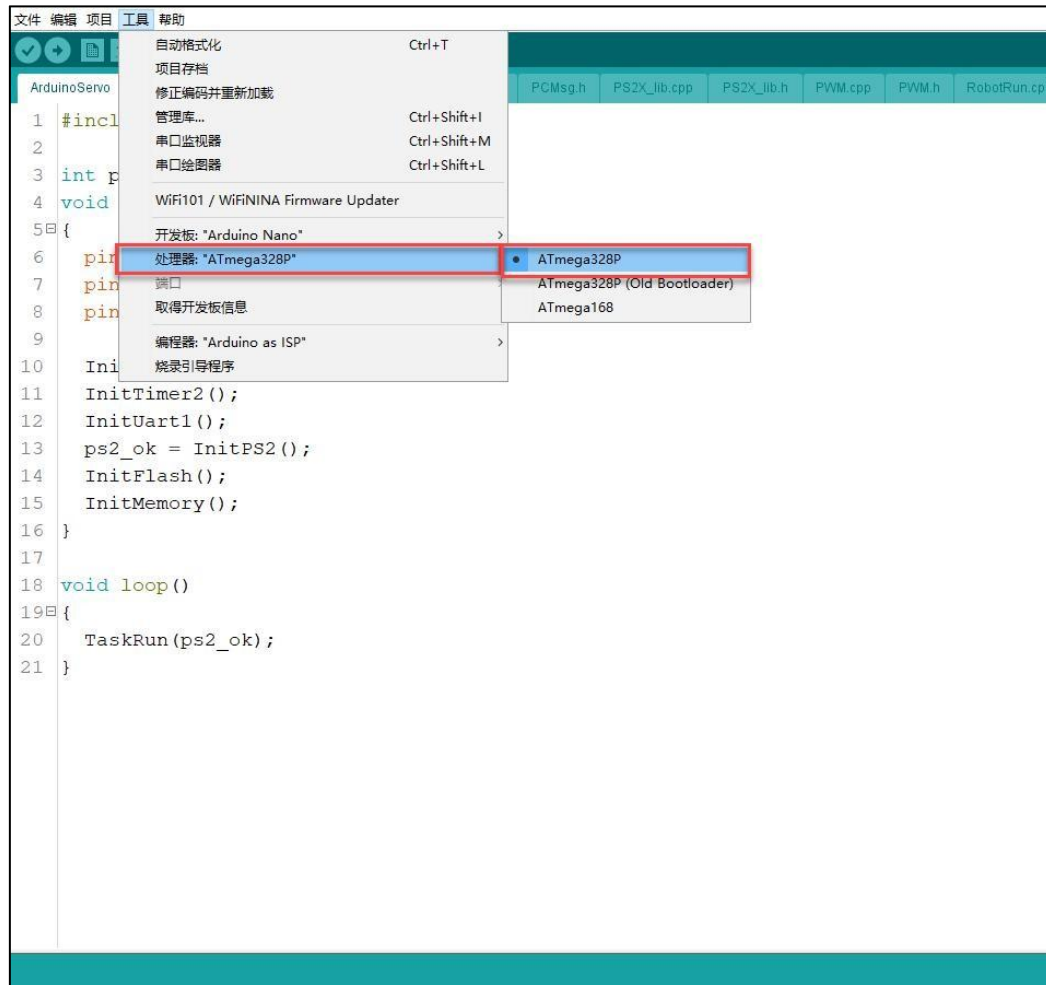 文件 编辑 项目 工具 帮助
自动格式化 Ctrl+T
项目存档
修正编码并重新加载
管理库... Ctrl+Shift+I
串口监视器 Ctrl+Shift+M
串口绘图器 Ctrl+Shift+L
WiFi101 / WiFiNINA Firmware Updater
开发板: "Arduino Nano"
处理器: "ATmega328P"
端口
取得开发板信息
编程器: "Arduino as ISP"
烧录引导程序
ATmega328P
ATmega328P (Old Bootloader)
ATmega168
ArduinoServo PCMsg.h PS2X_lib.cpp PS2X_lib.h PWM.cpp PWM.h RobotRun.cp
1 #incl
2
3 int p
4 void
5 {
6 pin
7 pin
8 pin
9
10 Ini
11 InitTimer2();
12 InitUart1();
13 ps2_ok = InitPS2();
14 InitFlash();
15 InitMemory();
16 }
17
18 void loop()
19 {
20 TaskRun(ps2_ok);
21 }